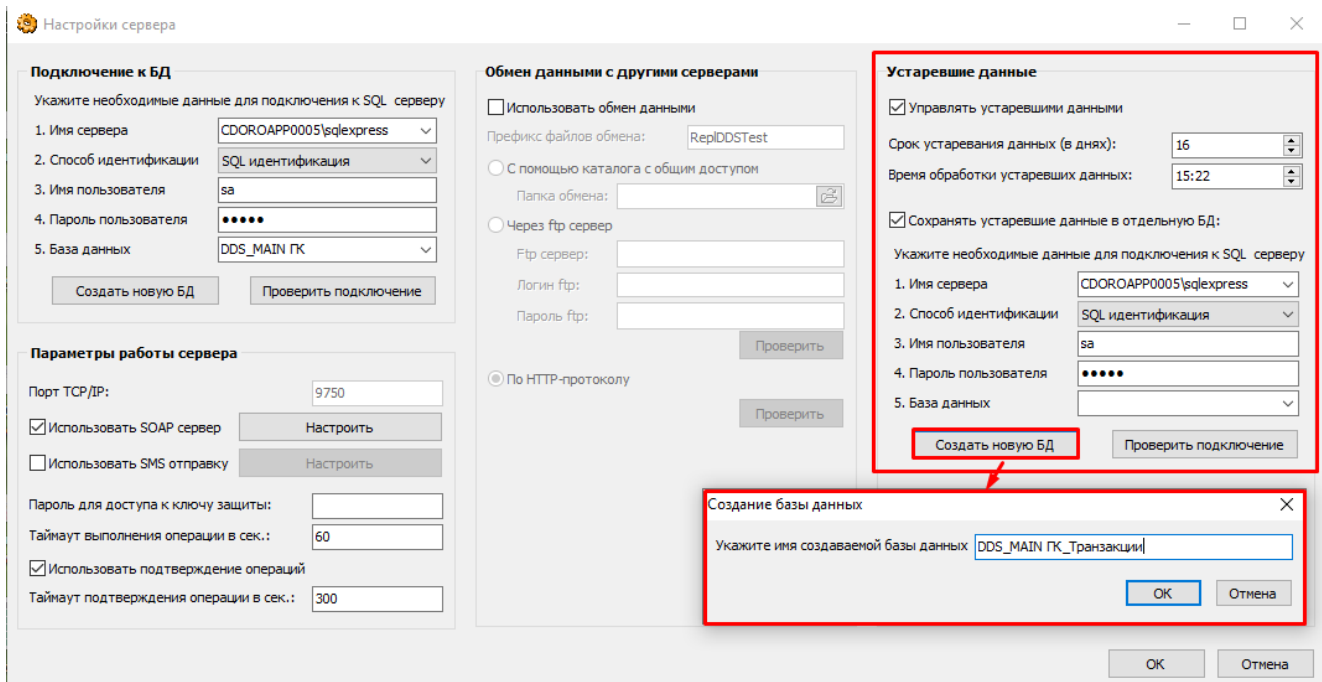 Настройки сервера
Подключение к БД
Укажите необходимые данные для подключения к SQL серверу
1. Имя сервера
CDOROAPP0005\sqlexpress
2. Способ идентификации
SQL идентификация
3. Имя пользователя
sa
4. Пароль пользователя
●●●●●
5. База данных
DDS_MAIN ГК
Создать новую БД
Проверить подключение
Параметры работы сервера
Порт TCP/IP:
9750
Использовать SOAP сервер
Настроить
Использовать SMS отправку
Настроить
Пароль для доступа к ключу защиты:
Таймаут выполнения операции в сек.:
60
Использовать подтверждение операций
Таймаут подтверждения операции в сек.:
300
Обмен данными с другими серверами
Использовать обмен данными
Префикс файлов обмена:
ReplDDSTest
С помощью каталога с общим доступом
Папка обмена:
Через ftp сервер
Ftp сервер:
Логин ftp:
Пароль ftp:
Проверить
По HTTP-протоколу
Проверить
Устаревшие данные
Управлять устаревшими данными
Срок устаревания данных (в днях):
16
Время обработки устаревших данных:
15:22
Сохранять устаревшие данные в отдельную БД:
Укажите необходимые данные для подключения к SQL серверу
1. Имя сервера
CDOROAPP0005\sqlexpress
2. Способ идентификации
SQL идентификация
3. Имя пользователя
sa
4. Пароль пользователя
●●●●●
5. База данных
Создать новую БД
Проверить подключение
Создание базы данных
Укажите имя создаваемой базы данных
DDS_MAIN ГК_Транзакции
ОК
Отмена
ОК
Отмена